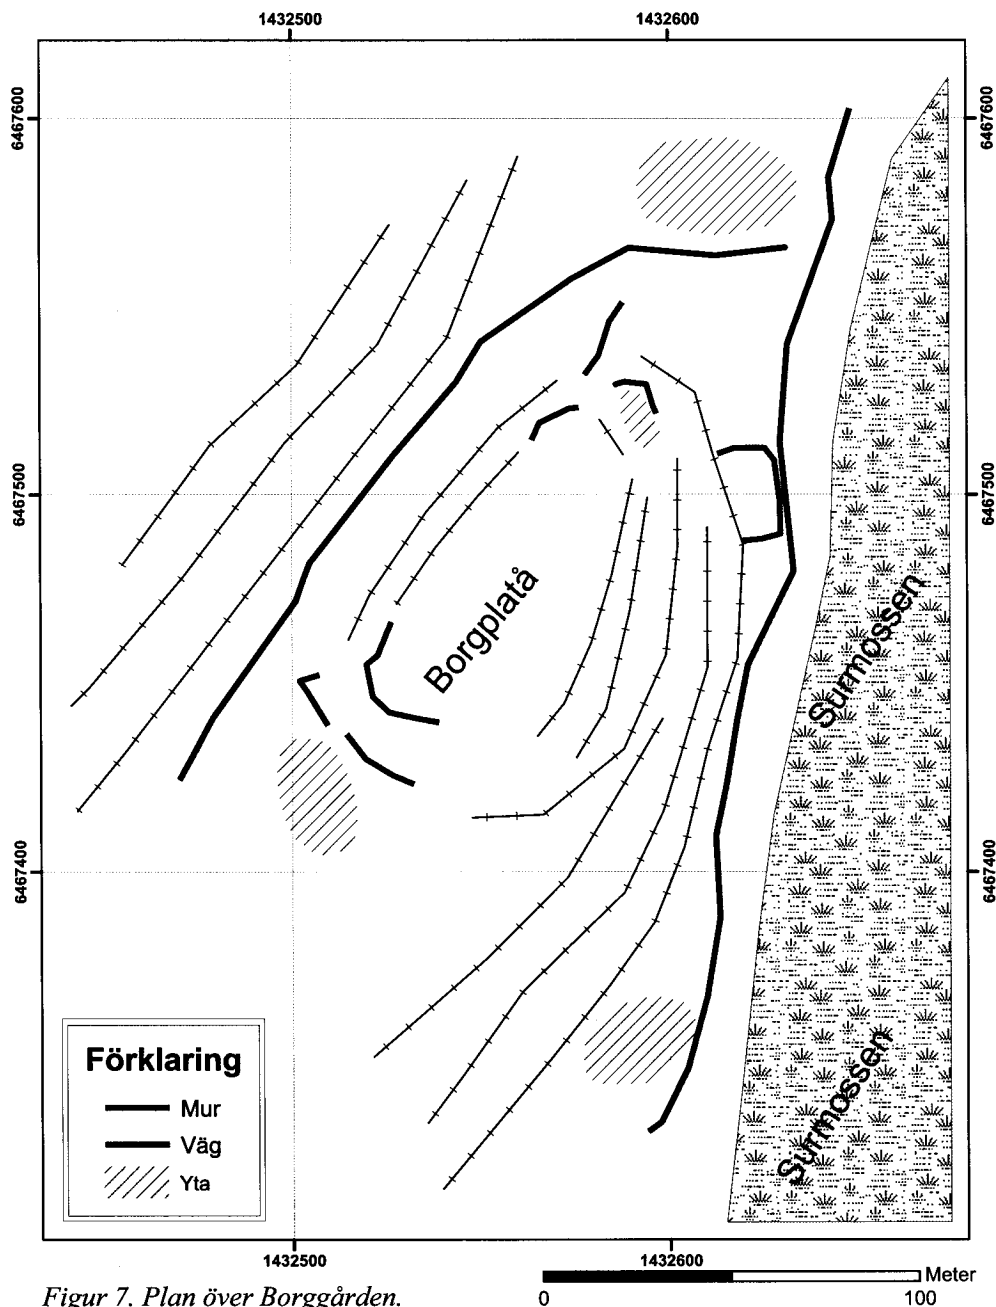 1432500 1432600
6467600 6467600
6467500 6467500
Borgplatå
Surmossen
6467400 6467400
Surmossen
Förklaring
Mur
Väg
Yta
1432500 1432600
Meter
Figur 7. Plan över Borggården.
0 100